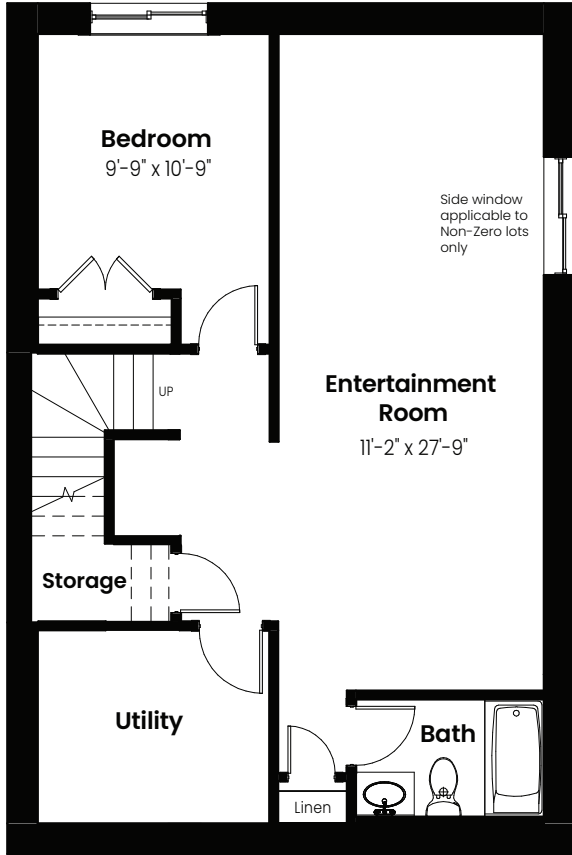 Bedroom
9'-9" x 10'-9"
Side window
applicable to
Non-Zero lots
only
UP
Entertainment
Room
11'-2" x 27'-9"
Storage
Utility
Bath
Linen